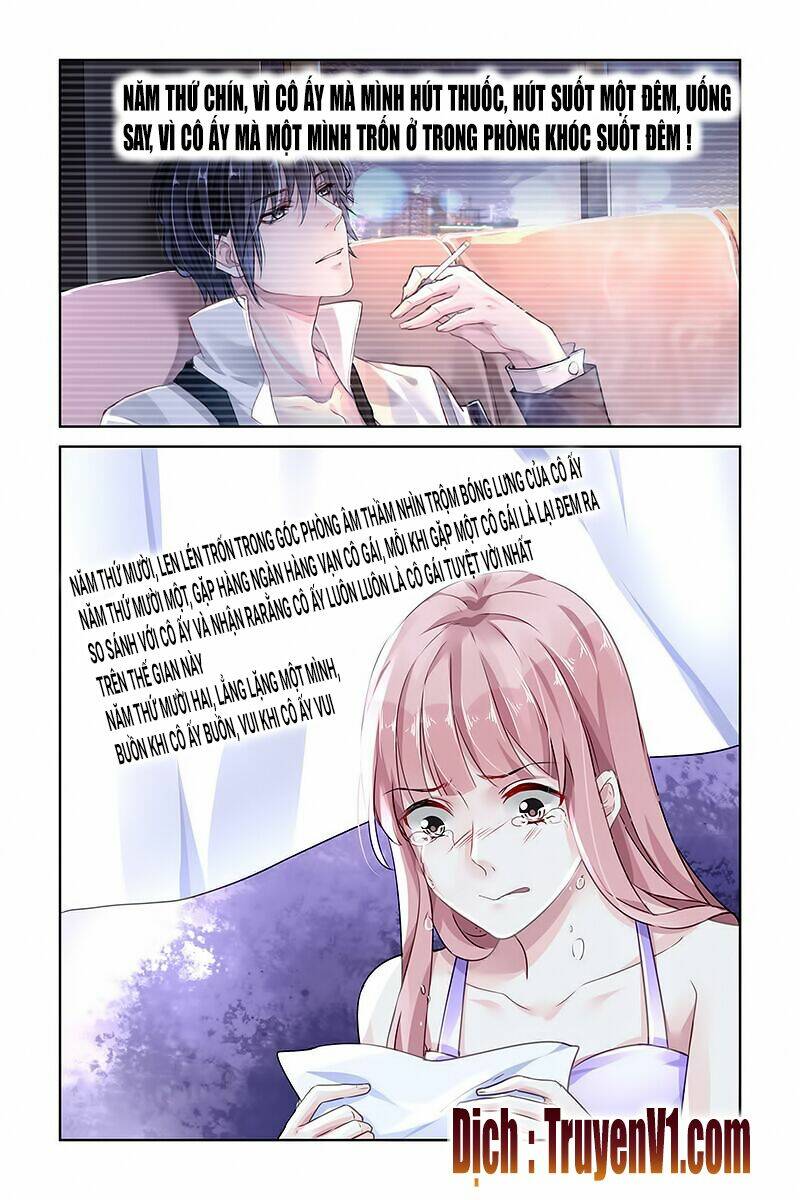 NĂM THỨ CHÍN, VÌ CÔ ẤY MÀ MÌNH HÚT THUỐC, HÚT SUỐT MỘT ĐÊM, UỐNG
SAY, VÌ CÔ ẤY MÀ MỘT MÌNH TRỐN Ở TRONG PHÒNG KHÓC SUỐT ĐÊM !
NĂM THỨ MƯỜI, LEN LÉN TRỐN TRONG GÓC PHÒNG ÂM THẦM NHÌN TRỘM BÓNG LƯNG CỦA CÔ ẤY
NĂM THỨ MƯỜI MỘT, GẶP HÀNG NGÀN HÀNG VẠN CÔ GÁI, MỖI KHI GẶP MỘT CÔ GÁI LÀ LẠI ĐEM RA
SO SÁNH VỚI CÔ ẤY VÀ NHẬN RARẰNG CÔ ẤY LUÔN LUÔN LÀ CÔ GÁI TUYỆT VỜI NHẤT
TRÊN THẾ GIAN NÀY
NĂM THỨ MƯỜI HAI, LẲNG LẶNG MỘT MÌNH,
BUỒN KHI CÔ ẤY BUỒN, VUI KHI CÔ ẤY VUI
Dịch : TruyenV1.com